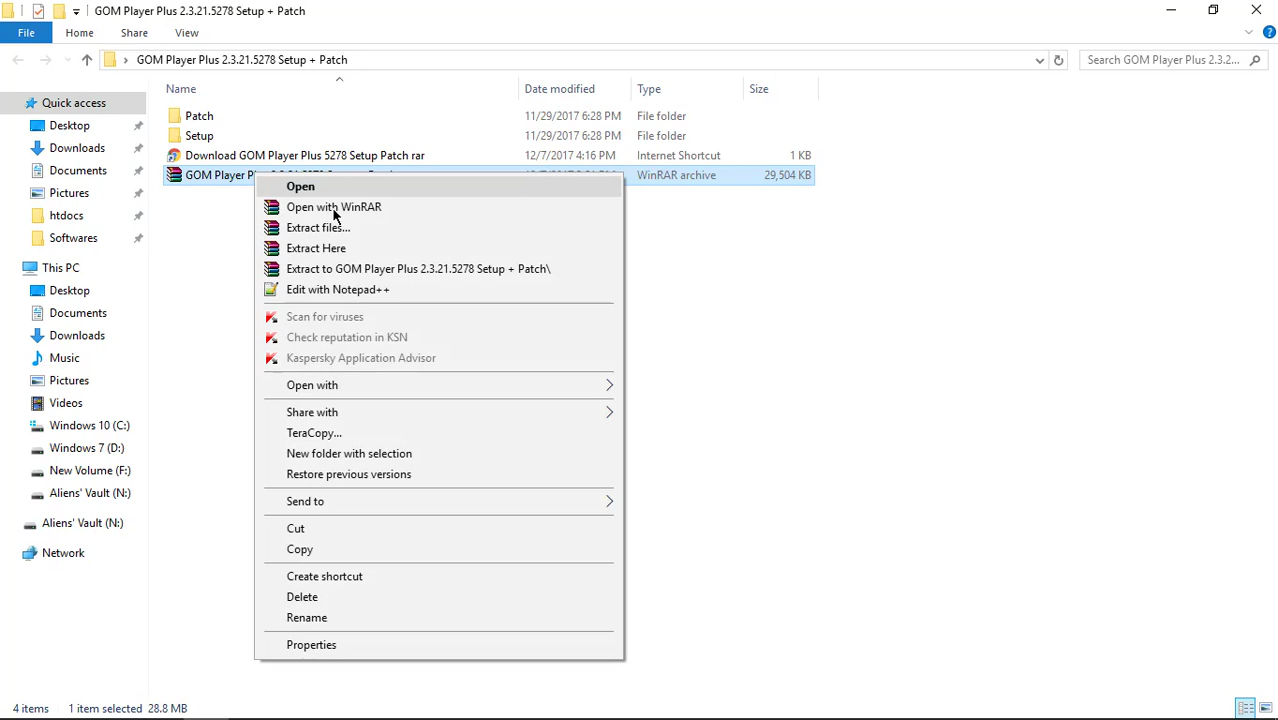 GOM Player Plus 2.3.21.5278 Setup + Patch
File Home Share View
GOM Player Plus 2.3.21.5278 Setup + Patch
Search GOM Player Plus 2.3.2...
Name Date modified Type Size
Quick access
Desktop
Downloads
Documents
Pictures
htdocs
Softwares
This PC
Desktop
Documents
Downloads
Music
Pictures
Videos
Windows 10 (C:)
Windows 7 (D:)
New Volume (F:)
Aliens' Vault (N:)
Aliens' Vault (N:)
Network
Patch 11/29/2017 6:28 PM File folder
Setup 11/29/2017 6:28 PM File folder
Download GOM Player Plus 5278 Setup Patch rar 12/7/2017 4:16 PM Internet Shortcut 1 KB
GOM Player WinRAR archive 29,504 KB
Open
Open with WinRAR
Extract files...
Extract Here
Extract to GOM Player Plus 2.3.21.5278 Setup + Patch\
Edit with Notepad++
Scan for viruses
Check reputation in KSN
Kaspersky Application Advisor
Open with
Share with
TeraCopy...
New folder with selection
Restore previous versions
Send to
Cut
Copy
Create shortcut
Delete
Rename
Properties
4 items 1 item selected 28.8 MB